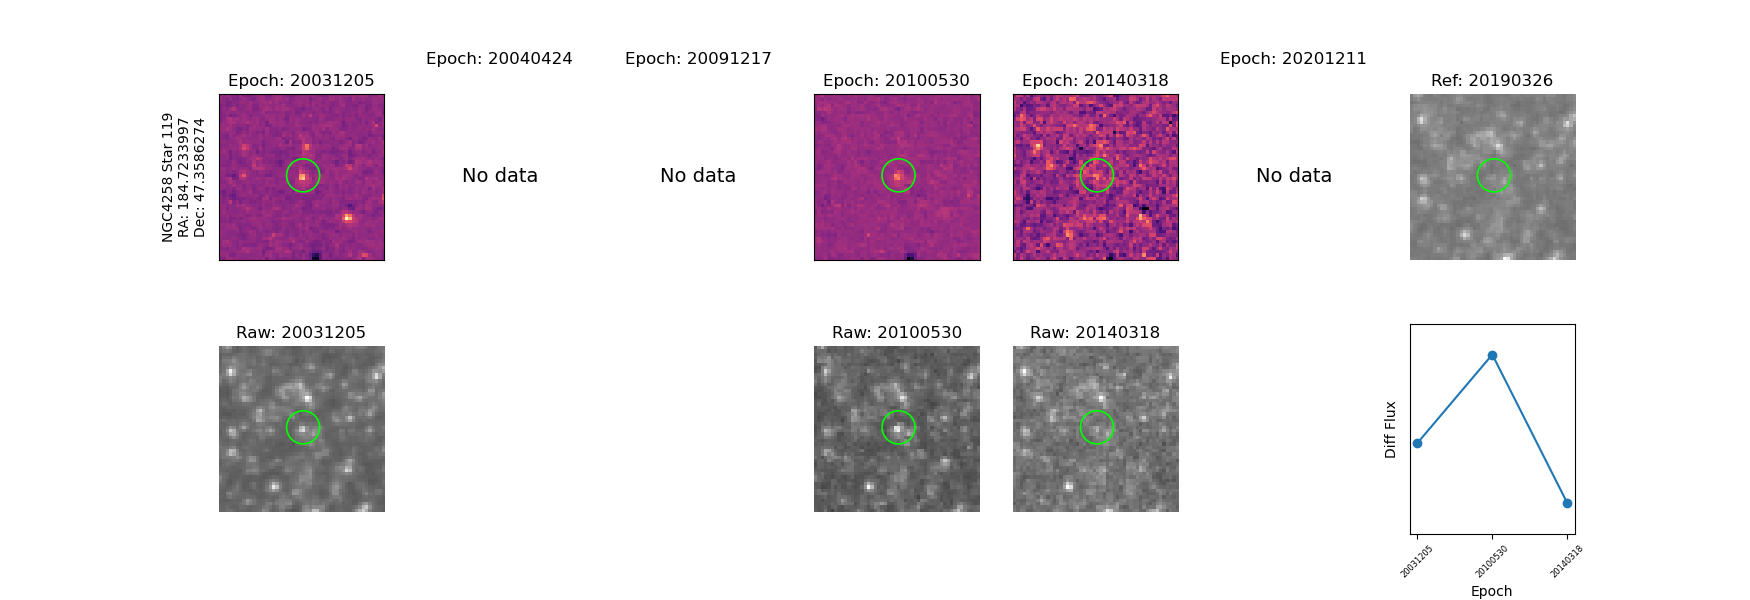 Epoch: 20040424
Epoch: 20091217
Epoch: 20201211
Epoch: 20031205
Epoch: 20100530
Epoch: 20140318
Ref: 20190326
NGC4258 Star 119
RA: 184.7233997
Dec: 47.3586274
No data
No data
No data
Raw: 20031205
Raw: 20100530
Raw: 20140318
Diff Flux
20031205
20100530
20140318
Epoch